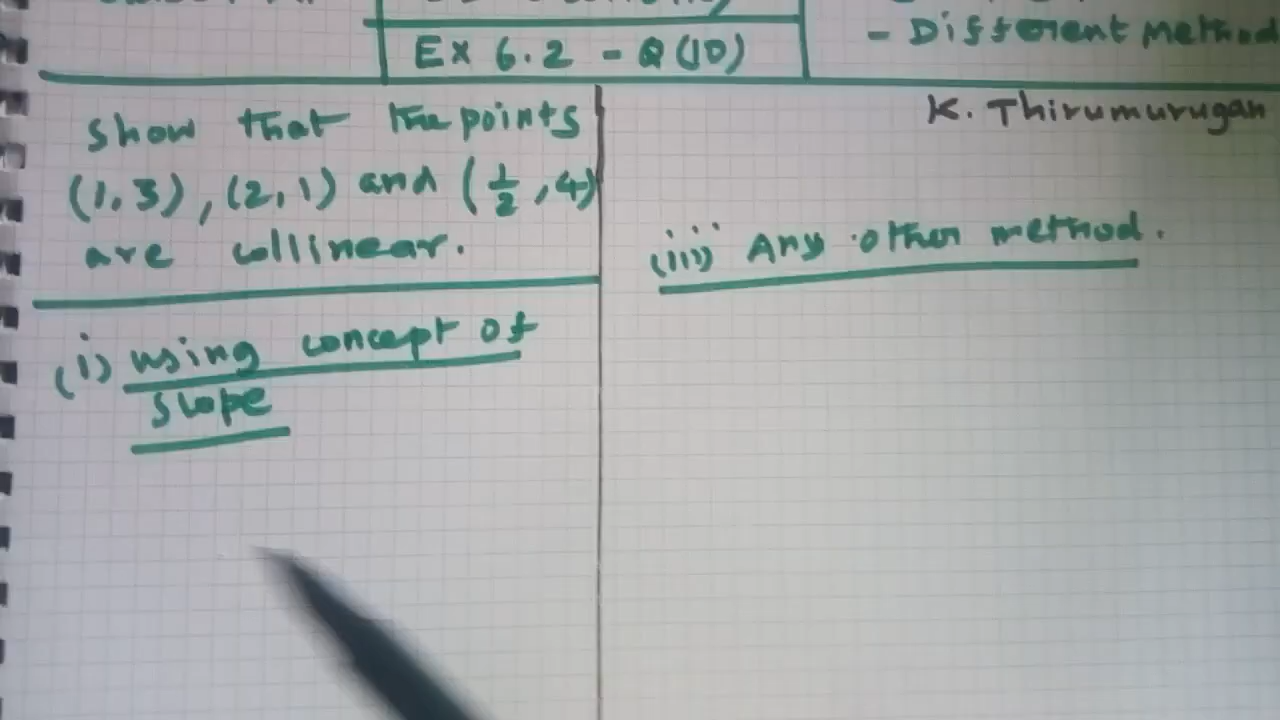 Ex 6.2 - Q(10)
- Different method
K. Thirumurugan
show that the points
(1,3), (2,1) and (1/2, 4)
are collinear.
(i) using concept of
slope
(iii) Any other method.